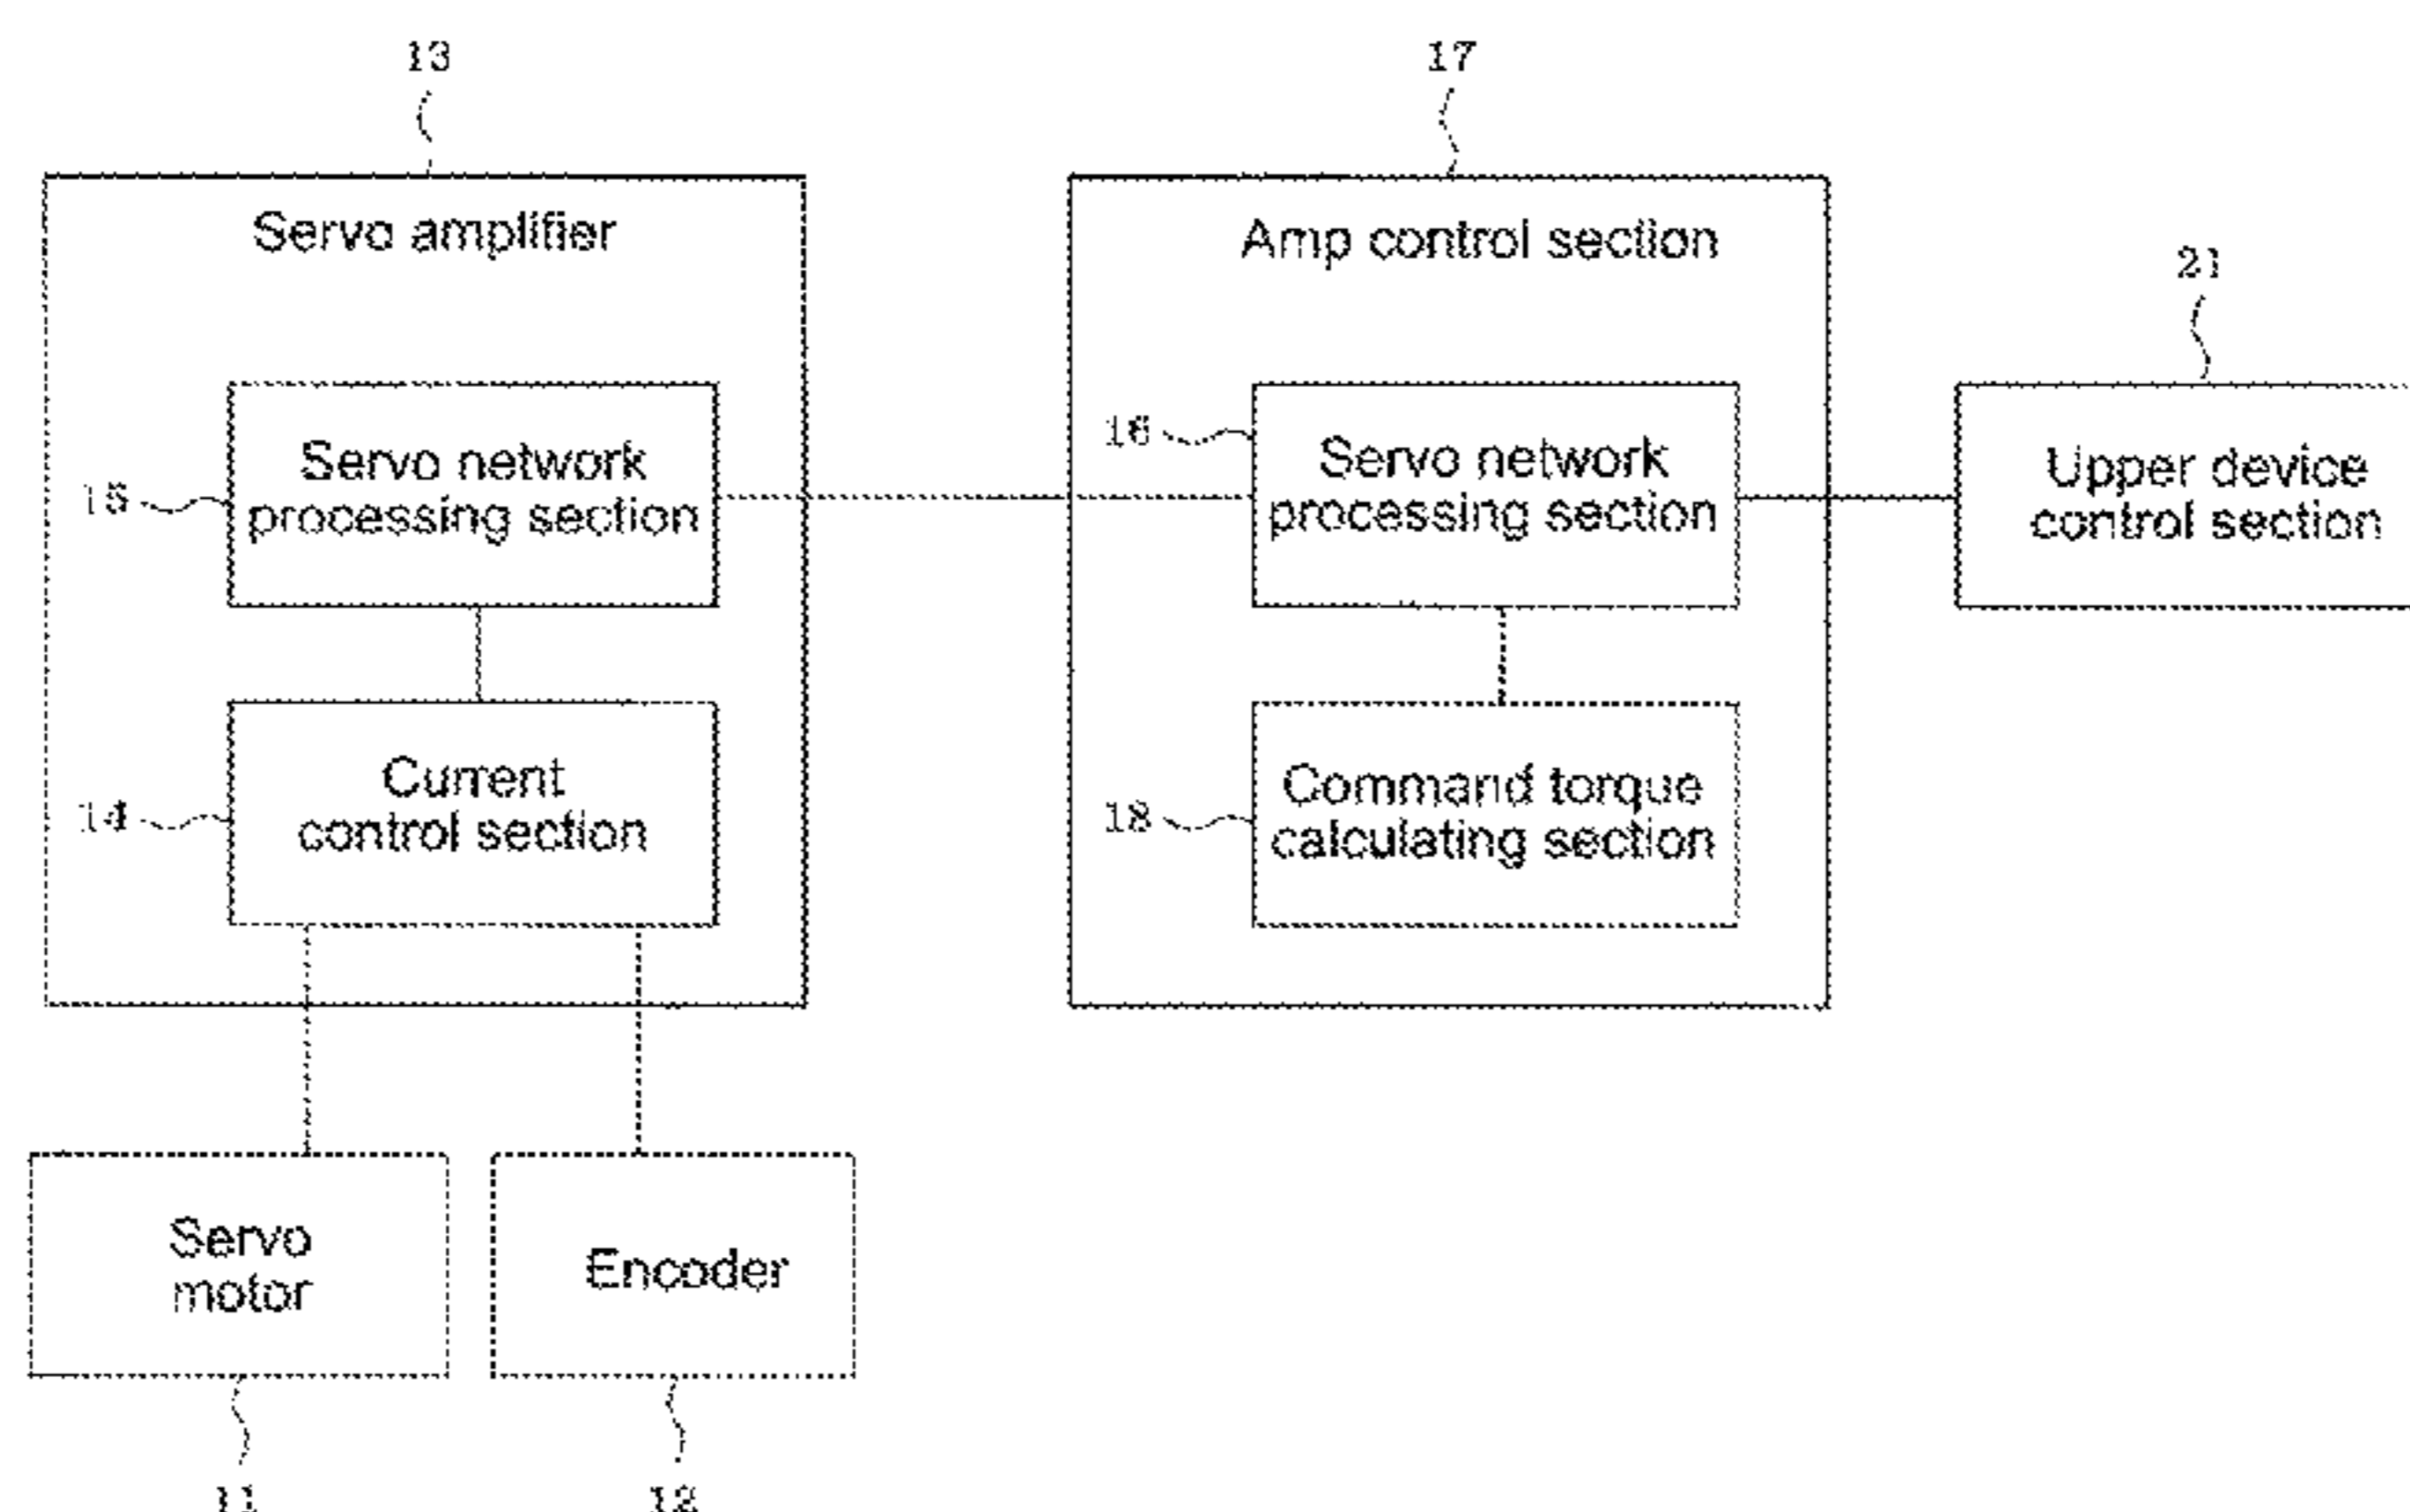 13
17
Servo amplifier
Amp control section
21
16
Servo network
processing section
Servo network
processing section
Upper device
control section
15
Current
control section
Command torque
calculating section
14
18
Servo
motor
Encoder
11
12